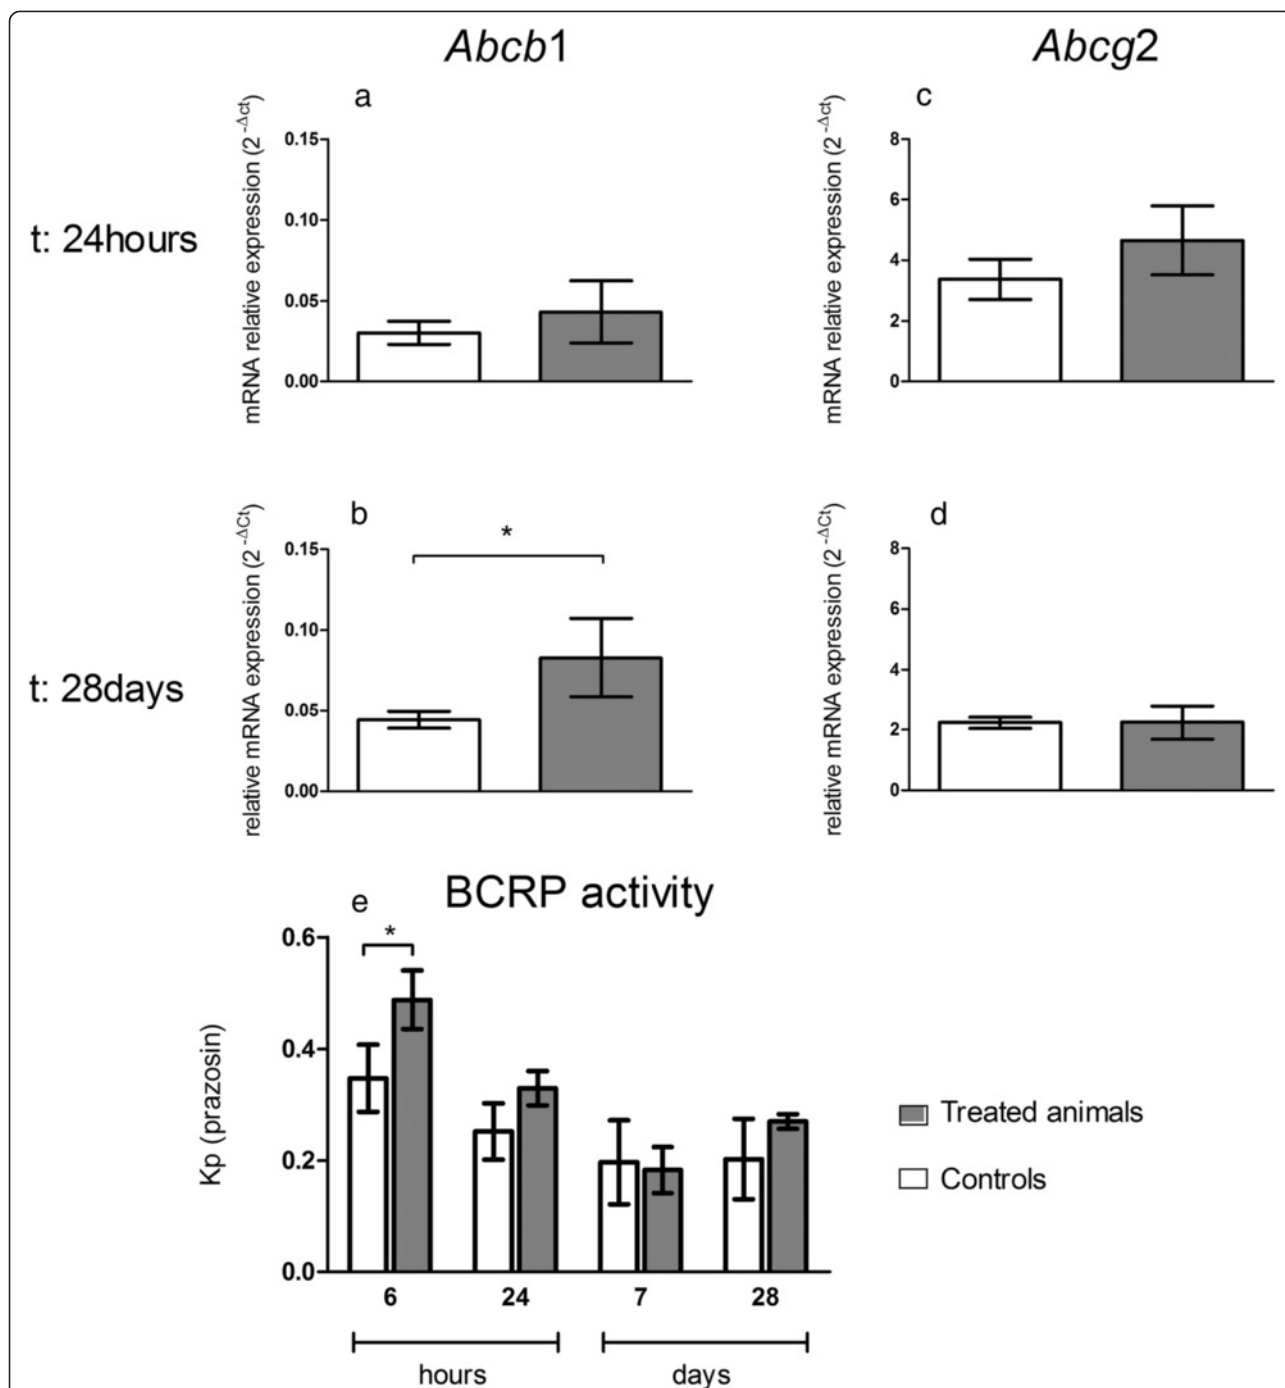 Abcb1
Abcg2
a
c
mRNA relative expression (2^-Δct)
0.15
0.10
0.05
0.00
mRNA relative expression (2^-Δct)
8
6
4
2
0
t: 24hours
b
d
relative mRNA expression (2^-ΔCt)
0.15
0.10
0.05
0.00
*
relative mRNA expression (2^-ΔCt)
8
6
4
2
0
t: 28days
e
BCRP activity
Kp (prazosin)
0.6
0.4
0.2
0.0
*
6 24 7 28
hours days
Treated animals
Controls